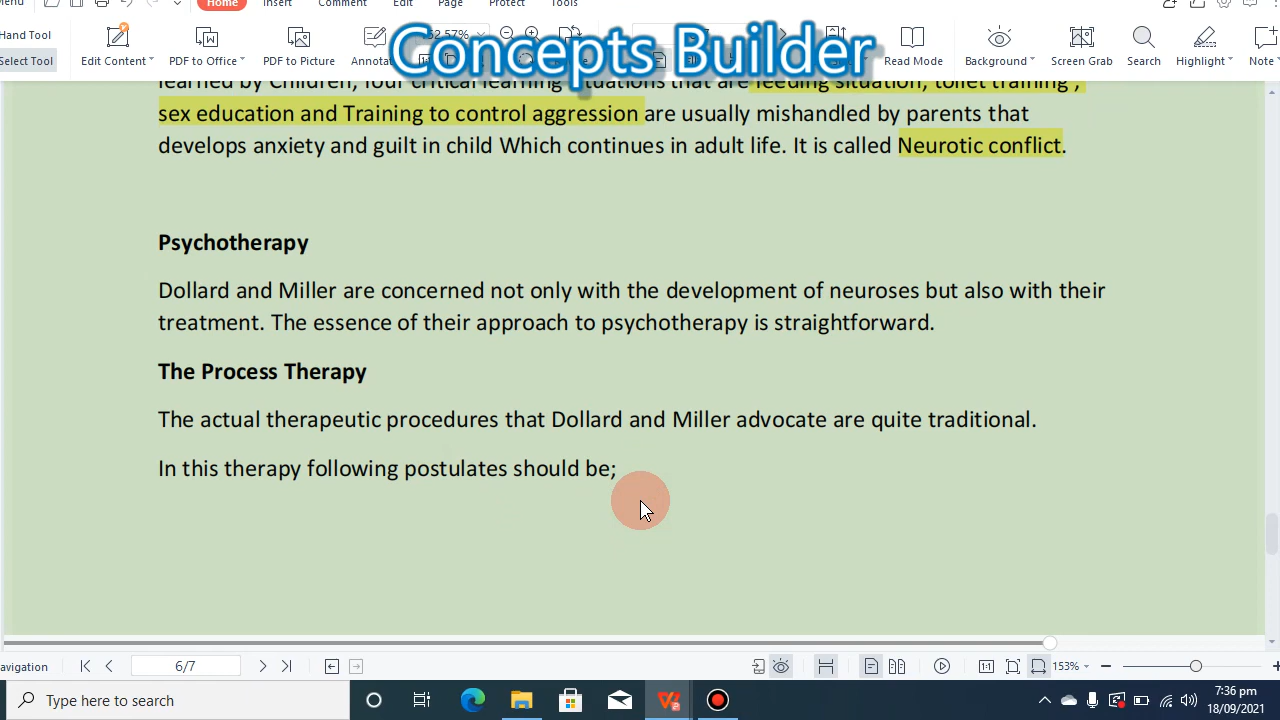 Menu
Home
Insert
Comment
Edit
Page
Protect
Tools
Hand Tool
Select Tool
Edit Content
PDF to Office
PDF to Picture
Annota
Concepts Builder
Read Mode
Background
Screen Grab
Search
Highlight
Note
learned by Children, four critical learning situations that are feeding situation, toilet training ,
sex education and Training to control aggression are usually mishandled by parents that
develops anxiety and guilt in child Which continues in adult life. It is called Neurotic conflict.
Psychotherapy
Dollard and Miller are concerned not only with the development of neuroses but also with their
treatment. The essence of their approach to psychotherapy is straightforward.
The Process Therapy
The actual therapeutic procedures that Dollard and Miller advocate are quite traditional.
In this therapy following postulates should be;
avigation
6/7
1:1
153%
Type here to search
7:36 pm
18/09/2021